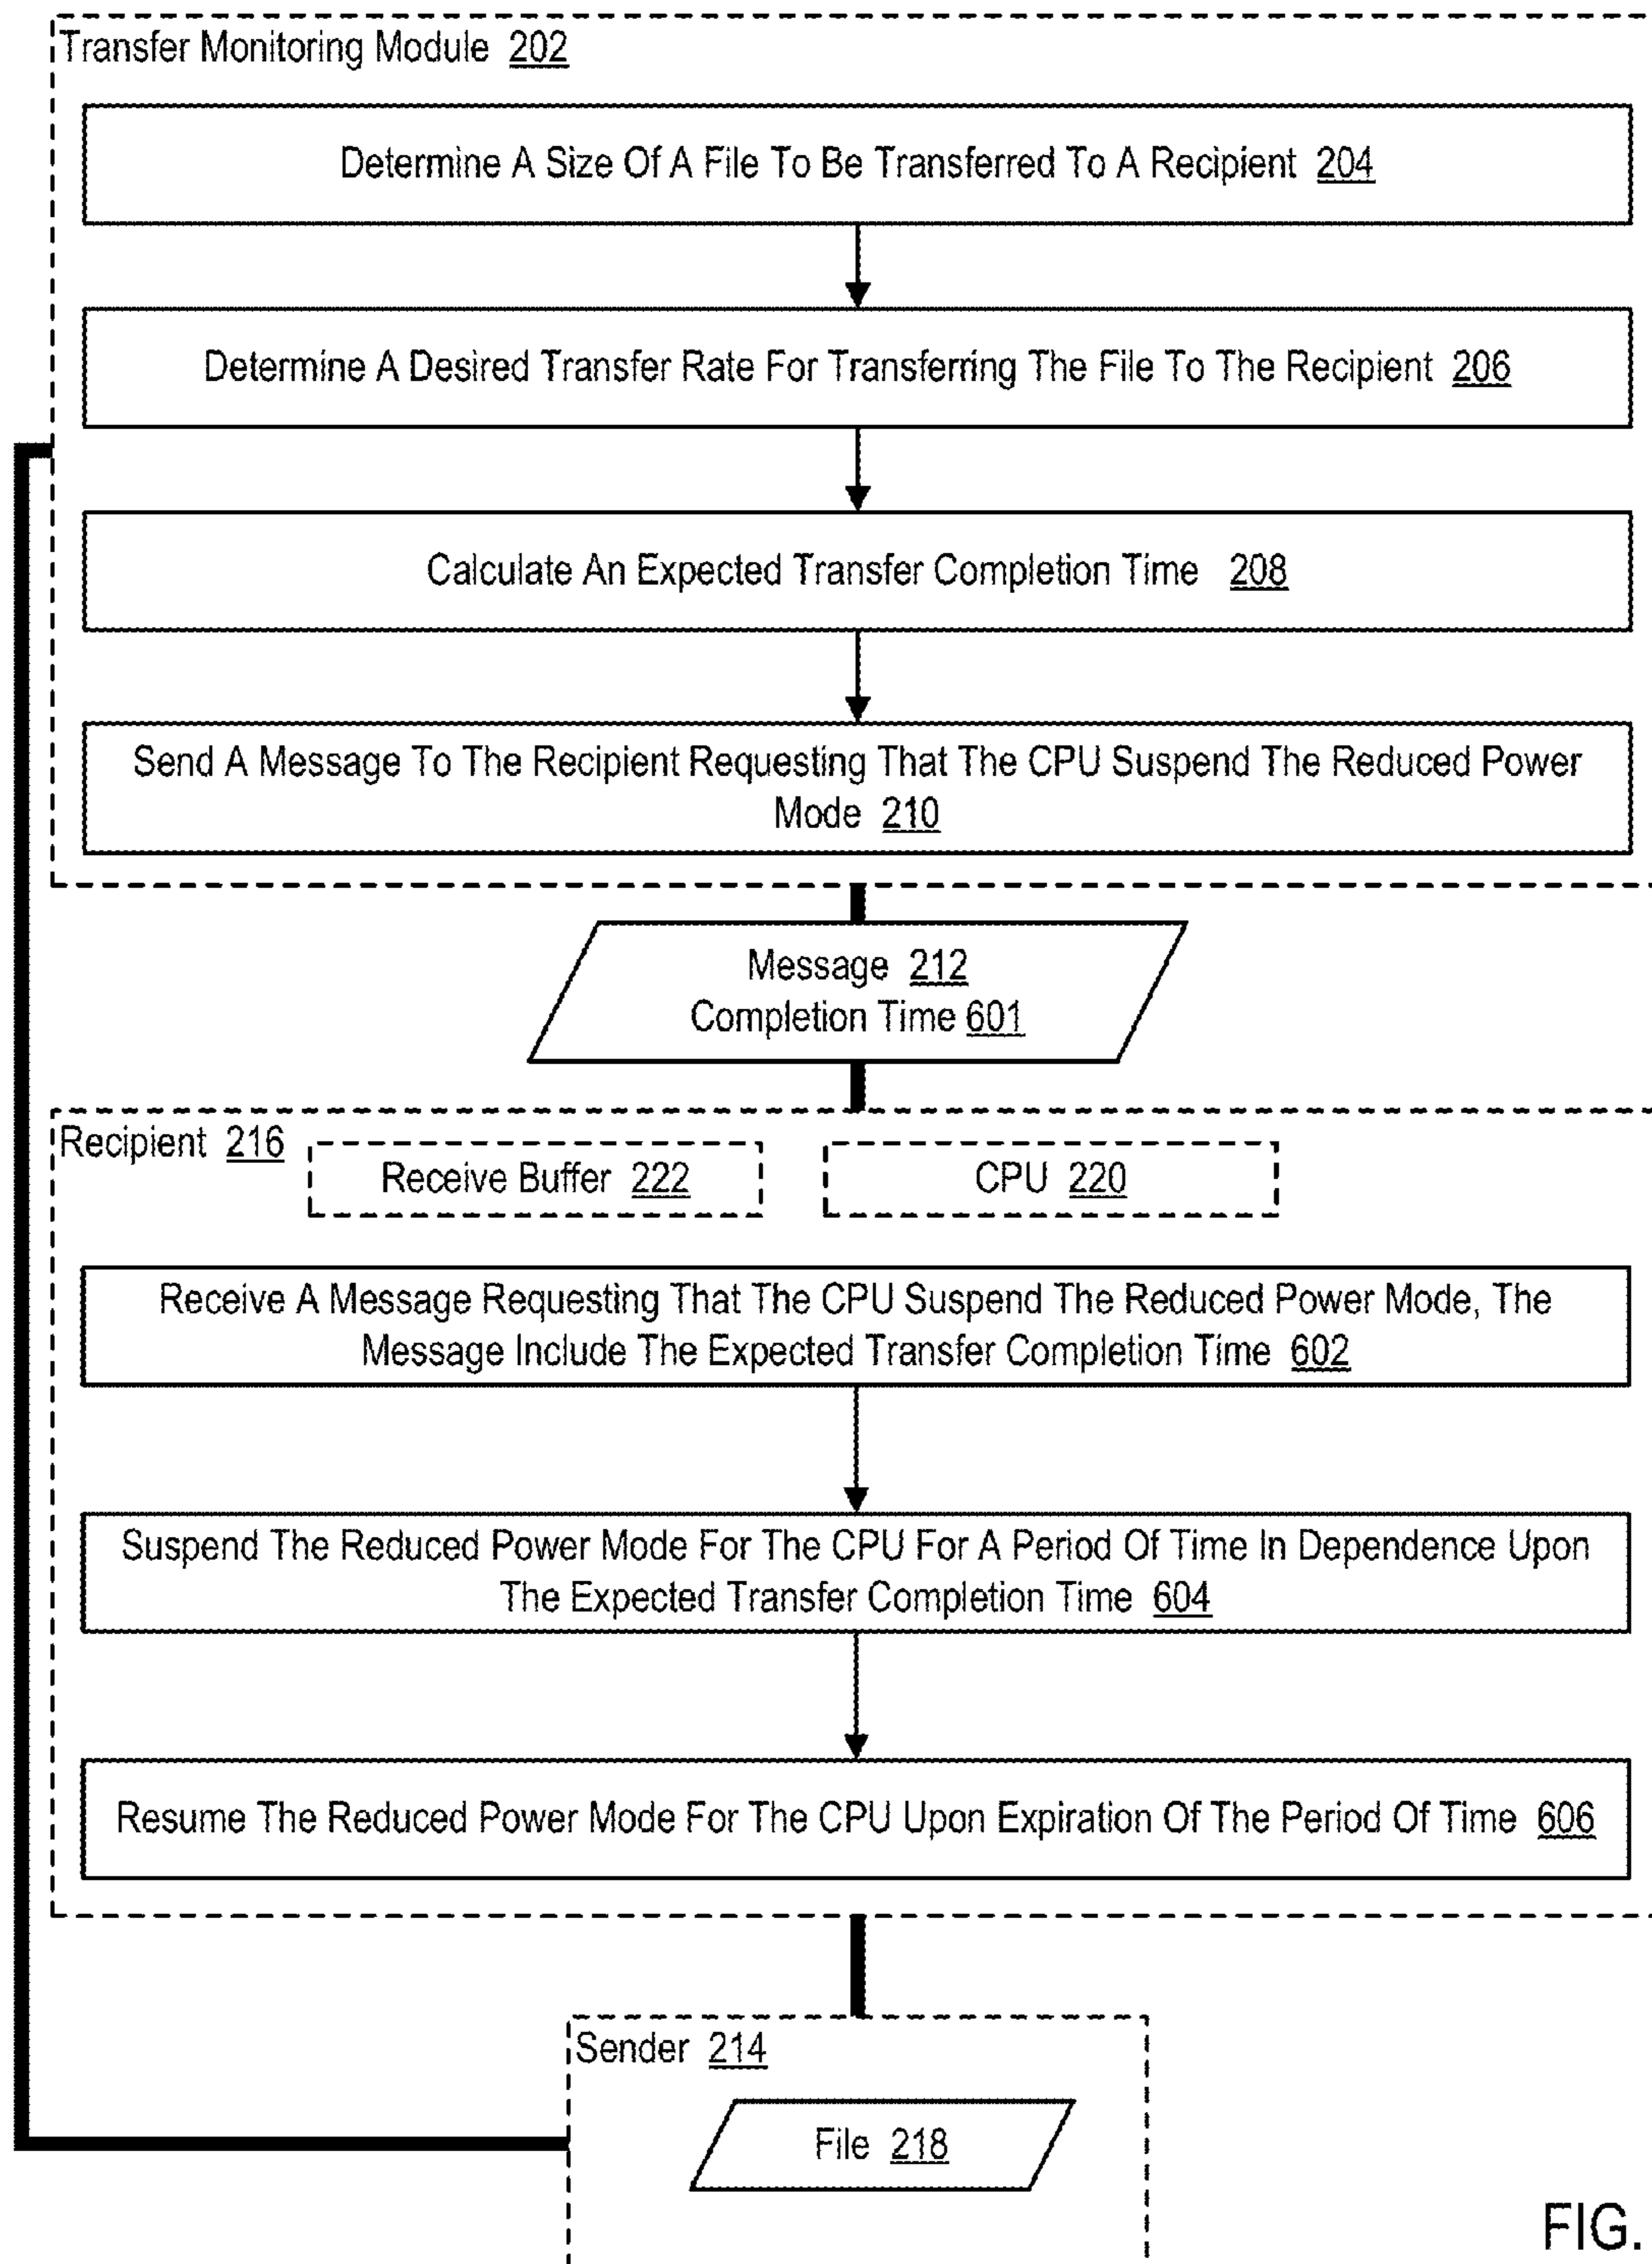 Transfer Monitoring Module 202
Determine A Size Of A File To Be Transferred To A Recipient 204
Determine A Desired Transfer Rate For Transferring The File To The Recipient 206
Calculate An Expected Transfer Completion Time 208
Send A Message To The Recipient Requesting That The CPU Suspend The Reduced Power
Mode 210
Message 212
Completion Time 601
Recipient 216
Receive Buffer 222
CPU 220
Receive A Message Requesting That The CPU Suspend The Reduced Power Mode, The
Message Include The Expected Transfer Completion Time 602
Suspend The Reduced Power Mode For The CPU For A Period Of Time In Dependence Upon
The Expected Transfer Completion Time 604
Resume The Reduced Power Mode For The CPU Upon Expiration Of The Period Of Time 606
Sender 214
File 218
FIG.